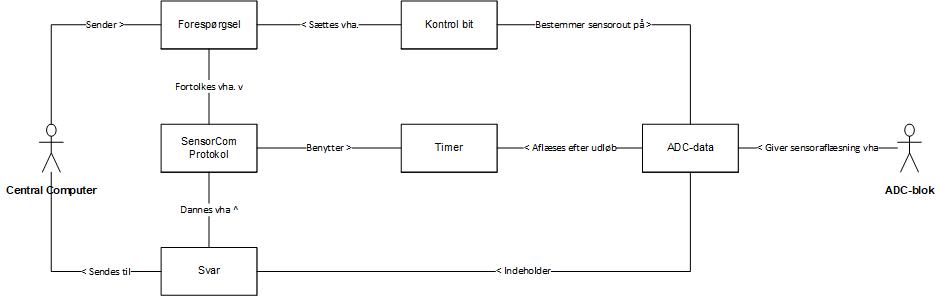 Sender >
Forespørgsel
< Sættes vha.
Kontrol bit
Bestemmer sensorout på >
Fortolkes vha. v
Central Computer
SensorCom
Protokol
Benytter >
Timer
< Aflæses efter udløb
ADC-data
< Giver sensoraflæsning vha
ADC-blok
Dannes vha ^
< Sendes til
Svar
< Indeholder